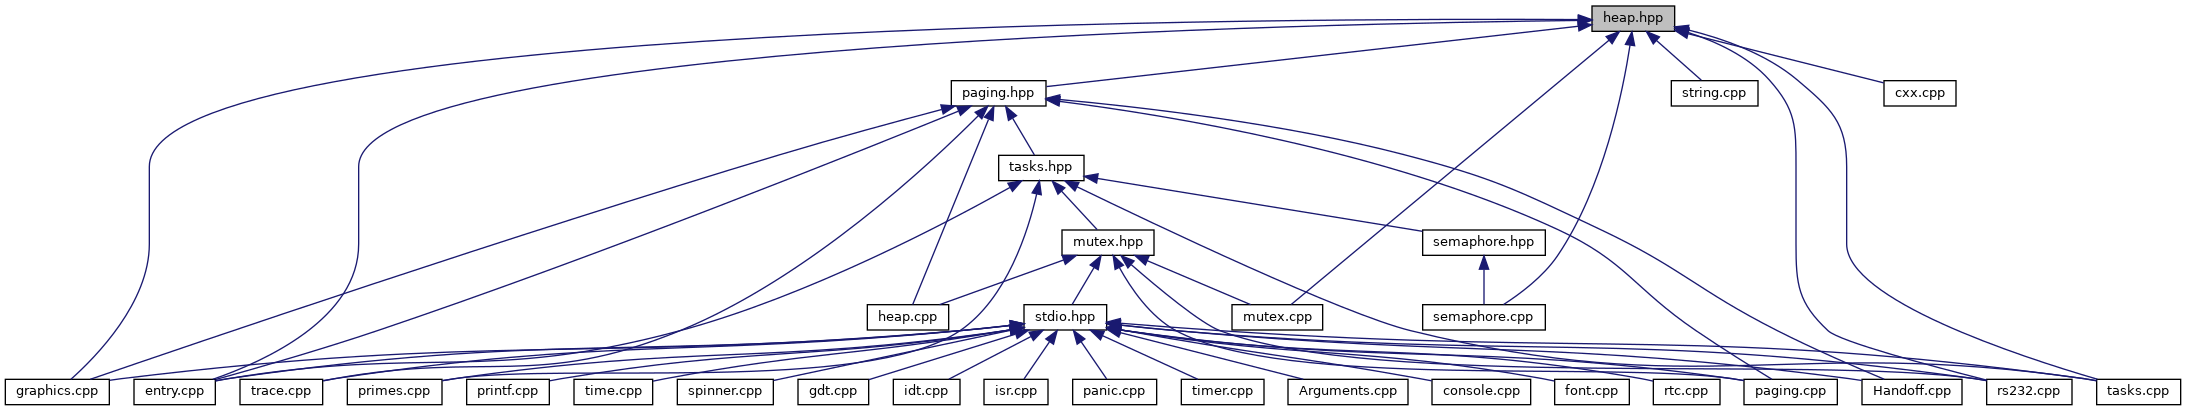 heap.hpp
paging.hpp
string.cpp
cxx.cpp
tasks.hpp
mutex.hpp
semaphore.hpp
heap.cpp
stdio.hpp
mutex.cpp
semaphore.cpp
graphics.cpp
entry.cpp
trace.cpp
primes.cpp
printf.cpp
time.cpp
spinner.cpp
gdt.cpp
idt.cpp
isr.cpp
panic.cpp
timer.cpp
Arguments.cpp
console.cpp
font.cpp
rtc.cpp
paging.cpp
Handoff.cpp
rs232.cpp
tasks.cpp